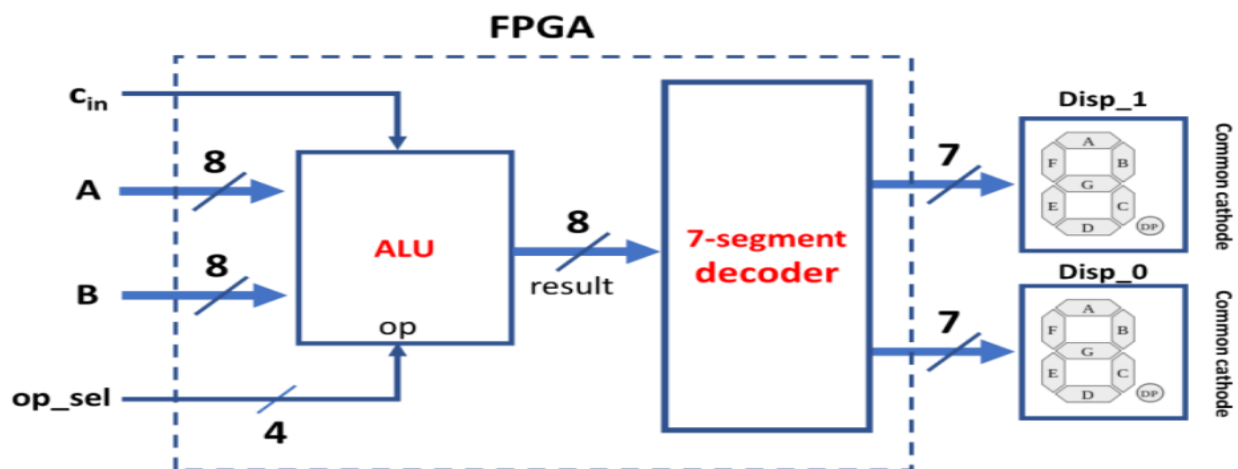 FPGA
c_in
A
8
B
8
op_sel
4
ALU
op
8
result
7-segment
decoder
7
7
Disp_1
A
F
B
G
E
C
D
DP
Common cathode
Disp_0
A
F
B
G
E
C
D
DP
Common cathode